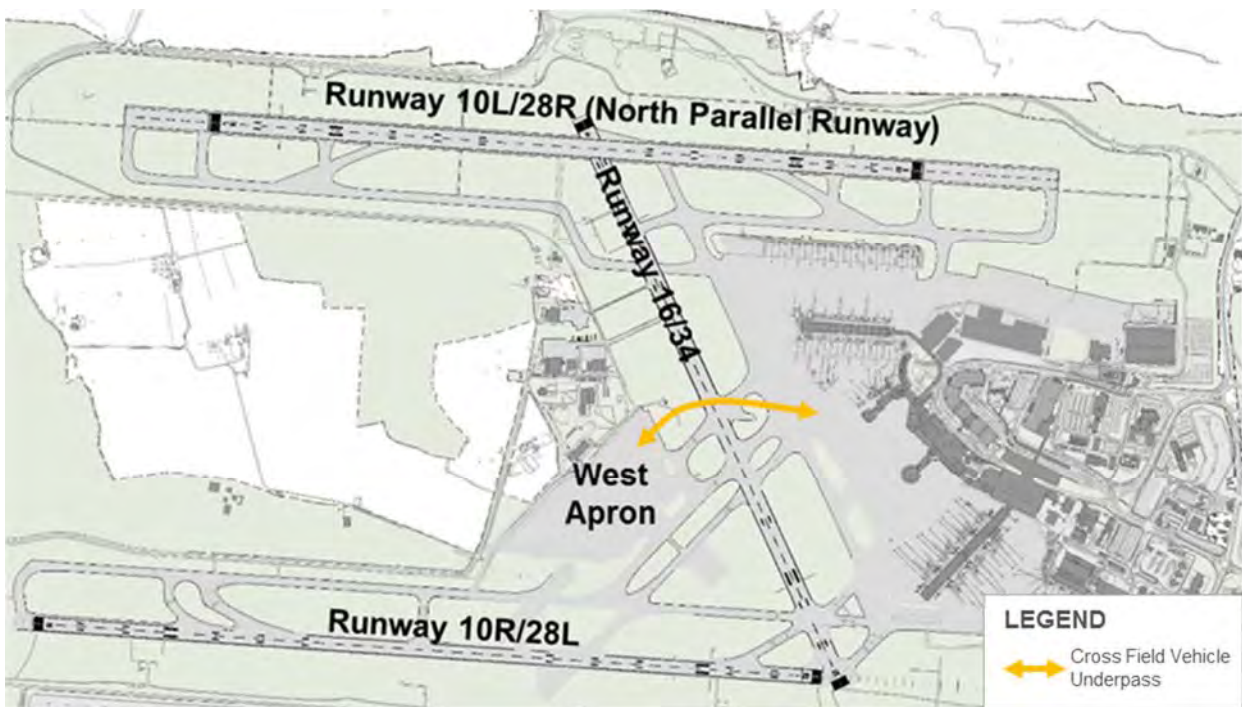 Runway 10L/28R (North Parallel Runway)
Runway 16/34
West
Apron
Runway 10R/28L
LEGEND
Cross Field Vehicle
Underpass